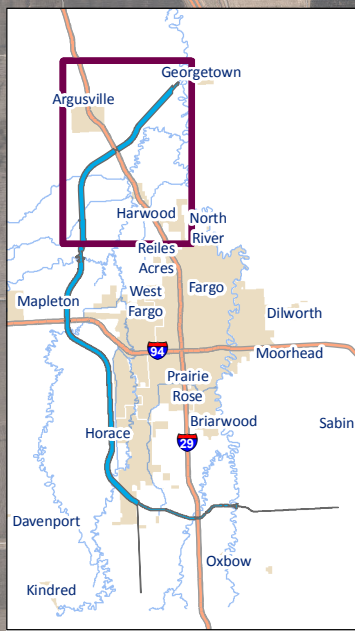 Georgetown
Argusville
Harwood
North
River
Reiles
Acres
West
Fargo
Fargo
Mapleton
Dilworth
94
Moorhead
Prairie
Rose
Briarwood
Sabin
Horace
29
Davenport
Oxbow
Kindred